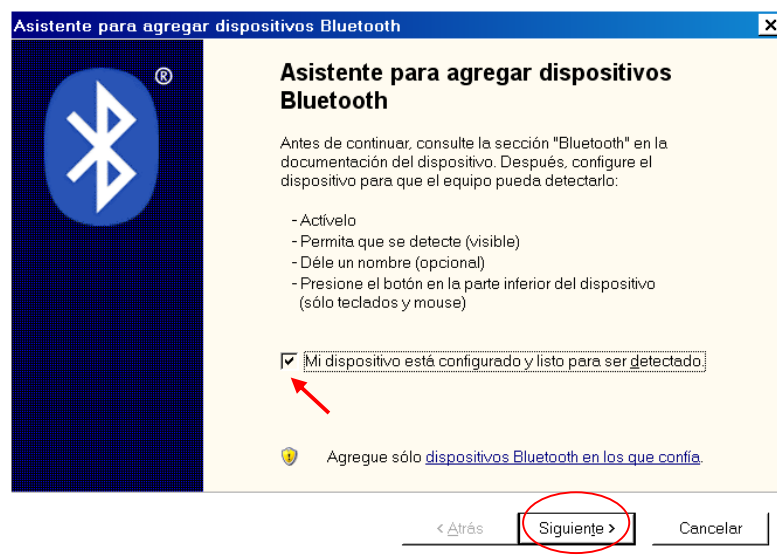 Asistente para agregar dispositivos Bluetooth
®
Asistente para agregar dispositivos
Bluetooth
Antes de continuar, consulte la sección "Bluetooth" en la
documentación del dispositivo. Después, configure el
dispositivo para que el equipo pueda detectarlo:
- Actívelo
- Permita que se detecte (visible)
- Déle un nombre (opcional)
- Presione el botón en la parte inferior del dispositivo
(sólo teclados y mouse)
Mi dispositivo está configurado y listo para ser detectado.
Agregue sólo dispositivos Bluetooth en los que confía.
< Atrás Siguiente > Cancelar